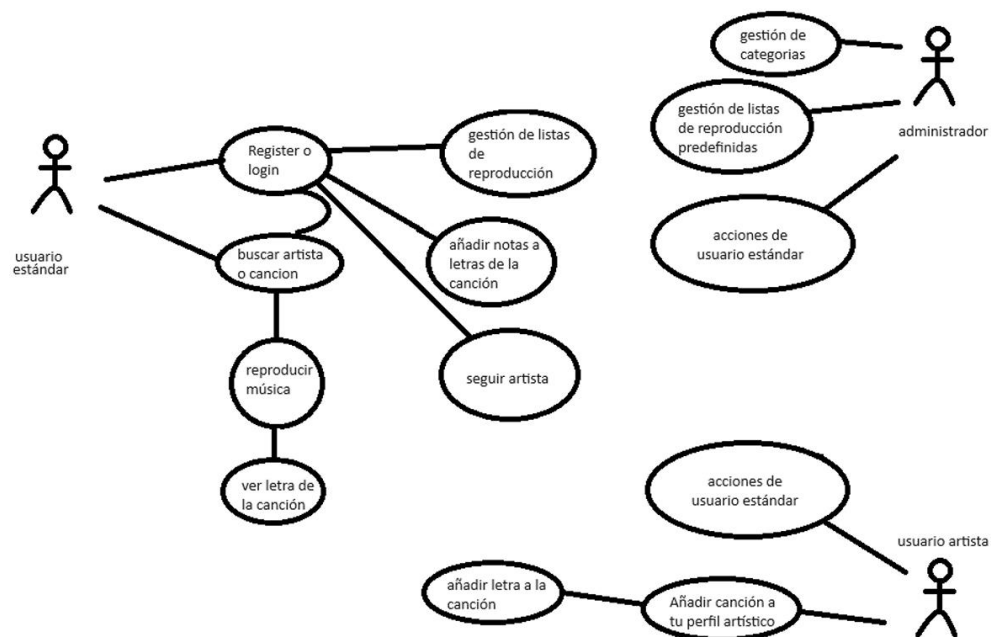 gestión de
categorias
gestión de listas
de reproducción
predefinidas
administrador
acciones de
usuario estándar
Register o
login
gestión de listas
de
reproducción
usuario
estándar
buscar artista
o cancion
añadir notas a
letras de la
canción
reproducir
música
seguir artista
ver letra de
la canción
acciones de
usuario estándar
usuario artista
añadir letra a la
canción
Añadir canción a
tu perfil artístico